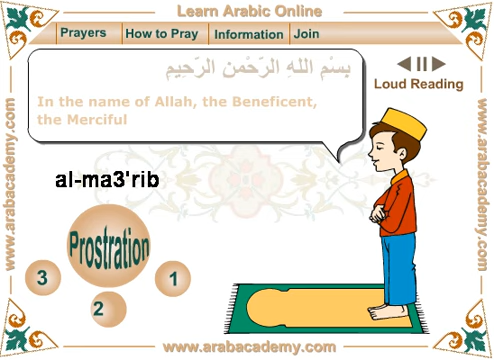 Learn Arabic Online
Prayers
How to Pray
Information
Join
بِسْمِ اللهِ الرَّحْمنِ الرَّحِيمِ
In the name of Allah, the Beneficent,
the Merciful
Loud Reading
al-ma3'rib
Prostration
3
1
2
www.arabacademy.com
www.arabacademy.com
www.arabacademy.com